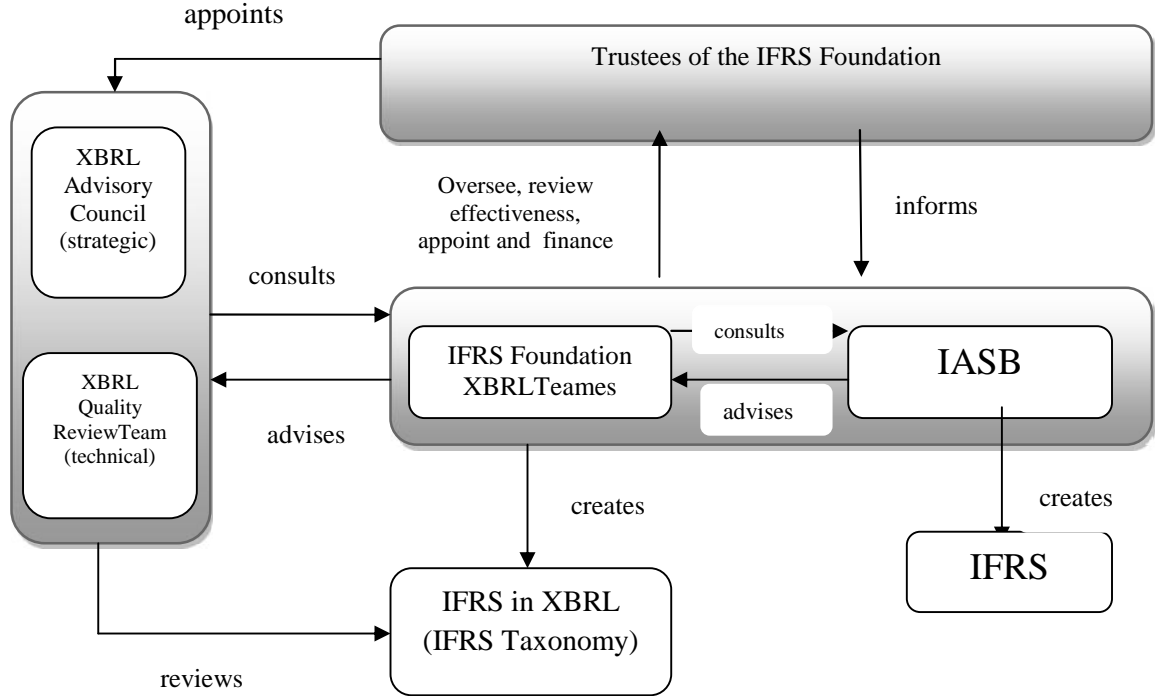 appoints
Trustees of the IFRS Foundation
XBRL
Advisory
Council
(strategic)
Oversee, review
effectiveness,
appoint and finance
informs
consults
consults
IFRS Foundation
XBRLTeames
IASB
XBRL
Quality
ReviewTeam
(technical)
advises
advises
creates
creates
IFRS
IFRS in XBRL
(IFRS Taxonomy)
reviews